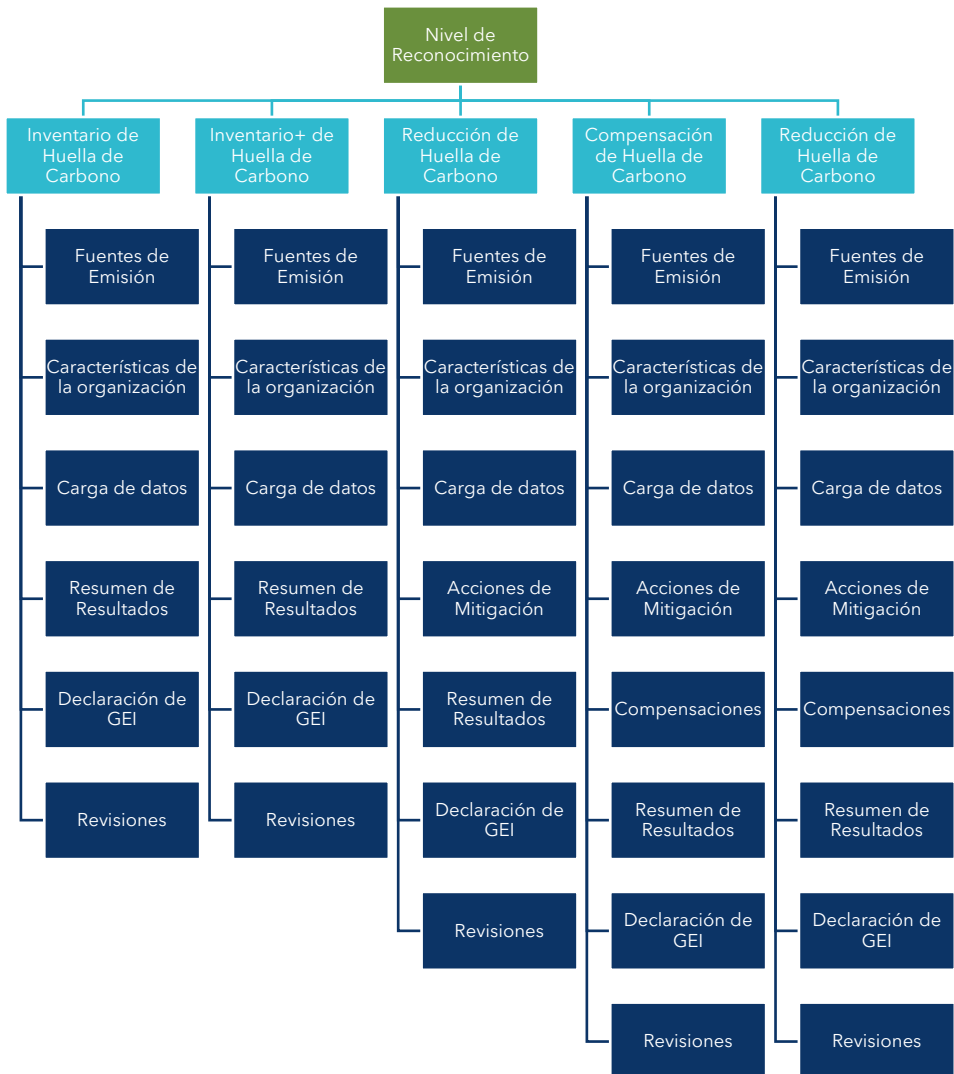 Nivel de
Reconocimiento
Inventario de
Huella de
Carbono
Fuentes de
Emisión
Características de
la organización
Carga de datos
Resumen de
Resultados
Declaración de
GEI
Revisiones
Inventario+ de
Huella de
Carbono
Fuentes de
Emisión
Características de
la organización
Carga de datos
Resumen de
Resultados
Declaración de
GEI
Revisiones
Reducción de
Huella de
Carbono
Fuentes de
Emisión
Características de
la organización
Carga de datos
Acciones de
Mitigación
Resumen de
Resultados
Declaración de
GEI
Revisiones
Compensación
de Huella de
Carbono
Fuentes de
Emisión
Características de
la organización
Carga de datos
Acciones de
Mitigación
Compensaciones
Resumen de
Resultados
Declaración de
GEI
Revisiones
Reducción de
Huella de
Carbono
Fuentes de
Emisión
Características de
la organización
Carga de datos
Acciones de
Mitigación
Compensaciones
Resumen de
Resultados
Declaración de
GEI
Revisiones